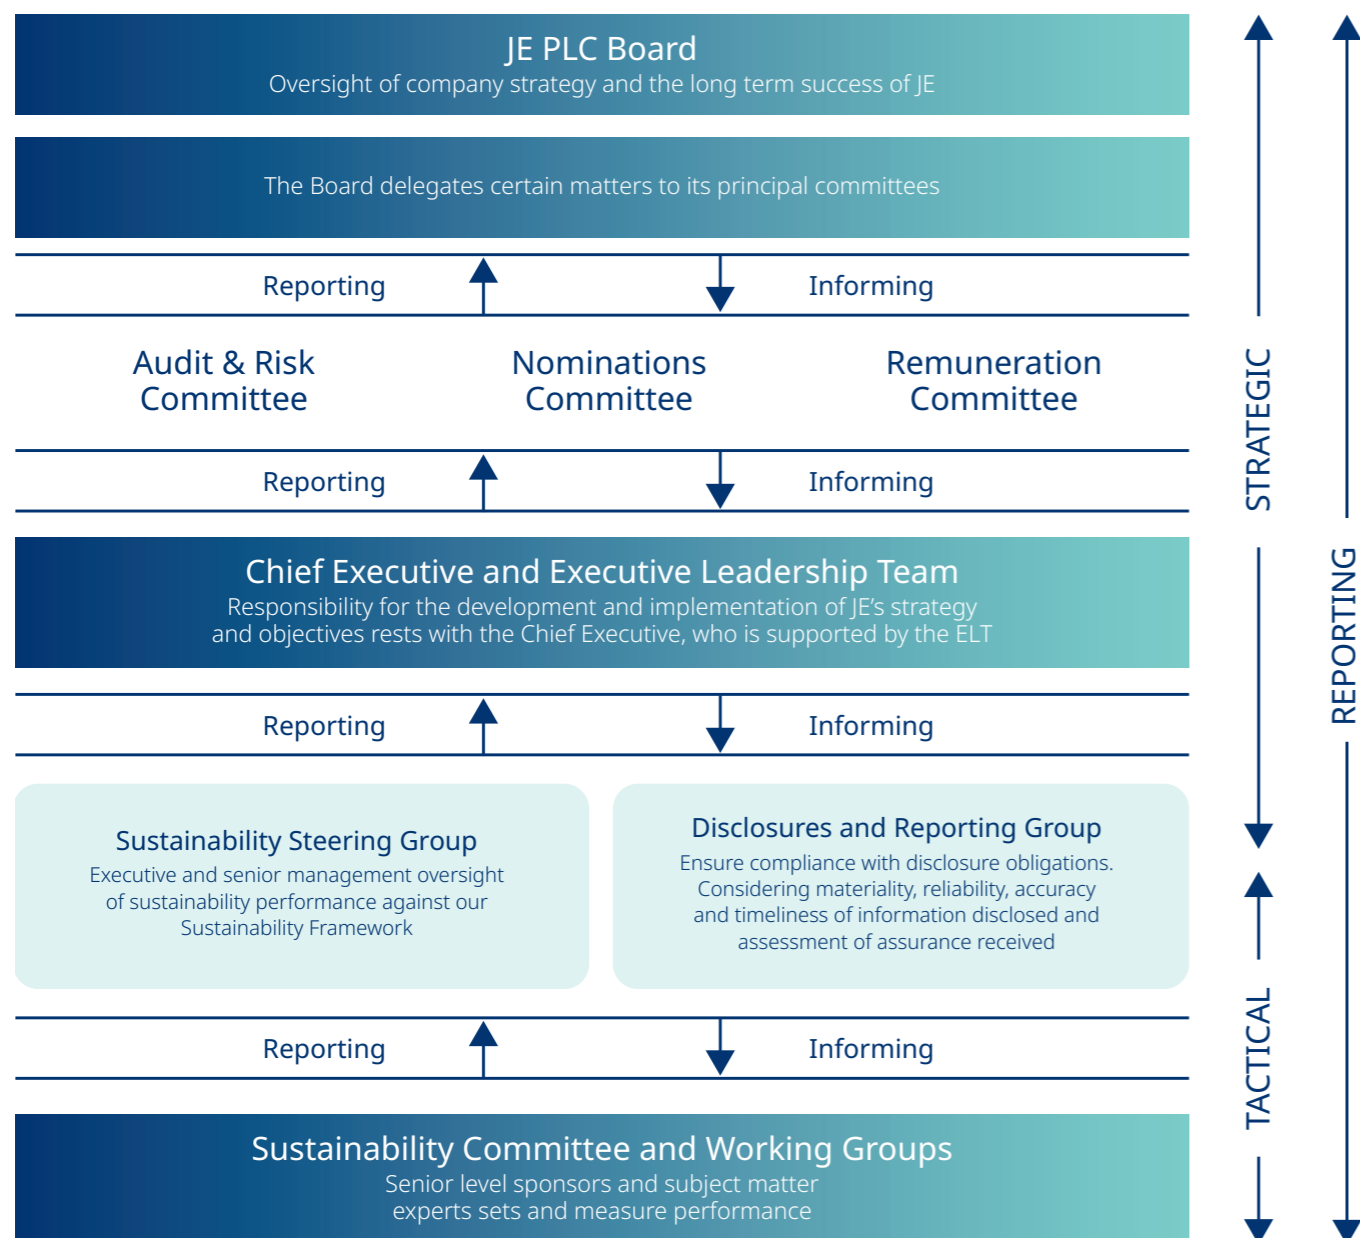 JE PLC Board
Oversight of company strategy and the long term success of JE
The Board delegates certain matters to its principal committees
Reporting
Informing
Audit & Risk
Committee
Nominations
Committee
Remuneration
Committee
Reporting
Informing
Chief Executive and Executive Leadership Team
Responsibility for the development and implementation of JE's strategy
and objectives rests with the Chief Executive, who is supported by the ELT
Reporting
Informing
Sustainability Steering Group
Executive and senior management oversight
of sustainability performance against our
Sustainability Framework
Disclosures and Reporting Group
Ensure compliance with disclosure obligations.
Considering materiality, reliability, accuracy
and timeliness of information disclosed and
assessment of assurance received
Reporting
Informing
Sustainability Committee and Working Groups
Senior level sponsors and subject matter
experts sets and measure performance
STRATEGIC
TACTICAL
REPORTING